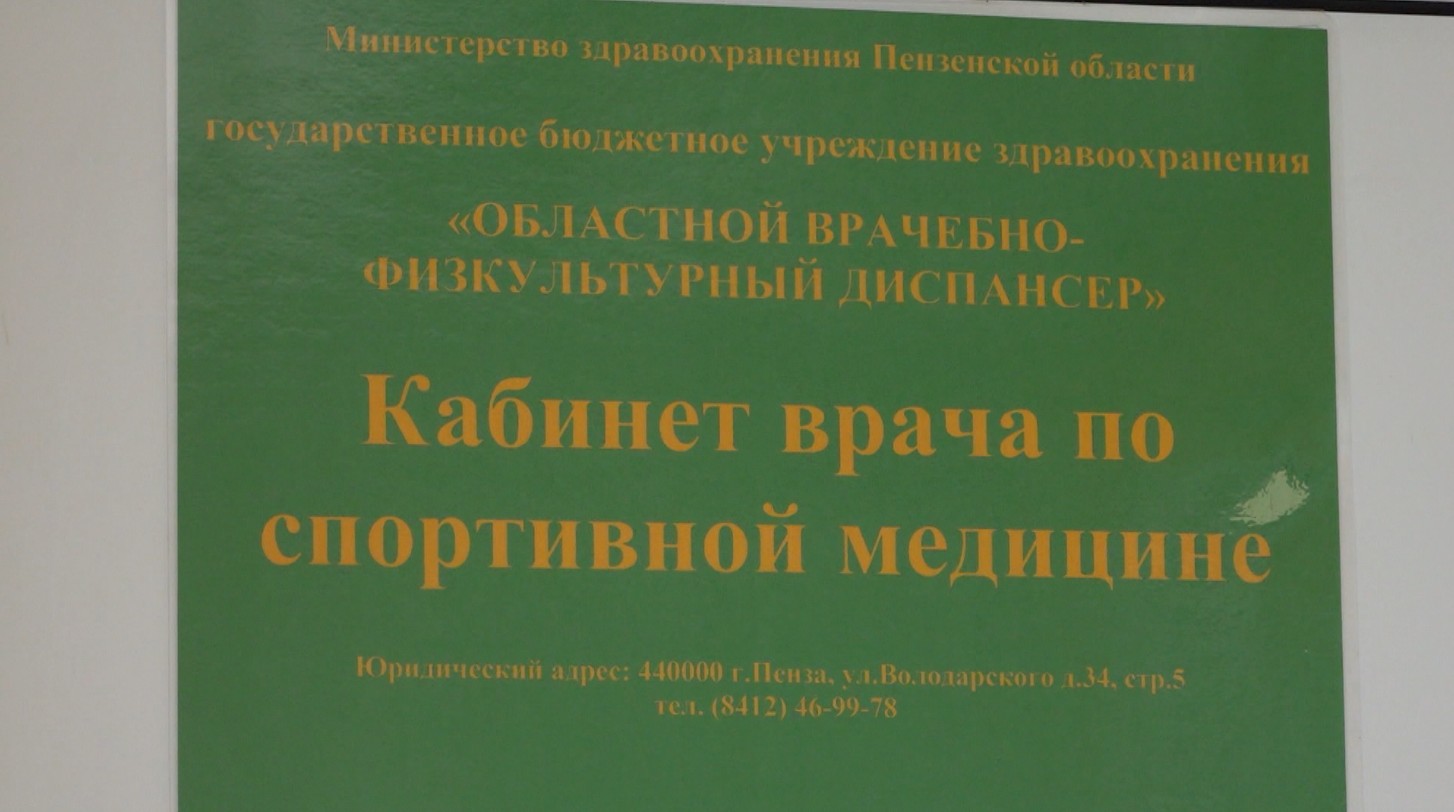 Министерство здравоохранения Пензенской области
государственное бюджетное учреждение здравоохранения
«ОБЛАСТНОЙ ВРАЧЕБНО-
ФИЗКУЛЬТУРНЫЙ ДИСПАНСЕР»
Кабинет врача по
спортивной медицине
Юридический адрес: 440000 г.Пенза, ул.Володарского д.34, стр.5
тел. (8412) 46-99-78